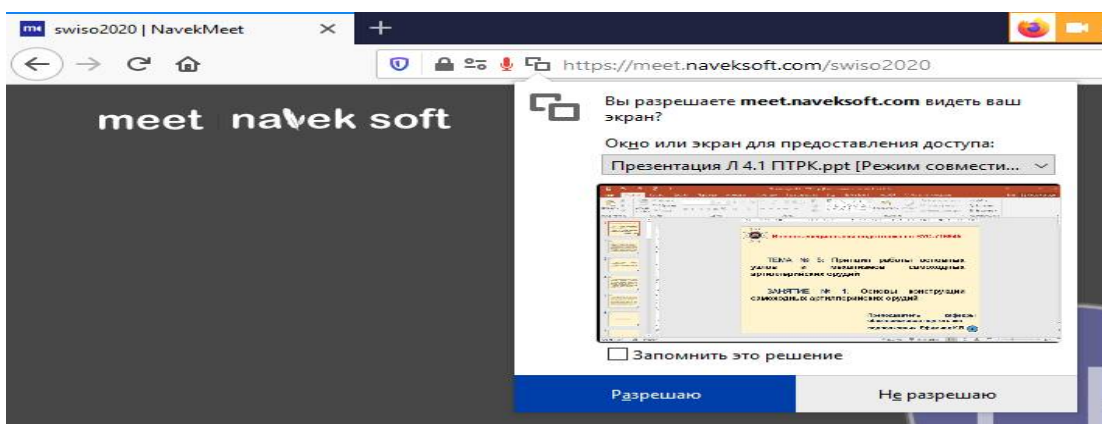 swiso2020 | NavekMeet
https://meet.naveksoft.com/swiso2020
meet navek soft
Вы разрешаете meet.naveksoft.com видеть ваш
экран?
Окно или экран для предоставления доступа:
Презентация Л 4.1 ПТРК.ppt [Режим совмести...
ТЕМА № 5: Принцип работы основных
узлов и механизмов самоходных
артиллерийских орудий
ЗАНЯТИЕ № 1. Основы конструкции
самоходных артиллерийских орудий
Запомнить это решение
Разрешаю
Не разрешаю